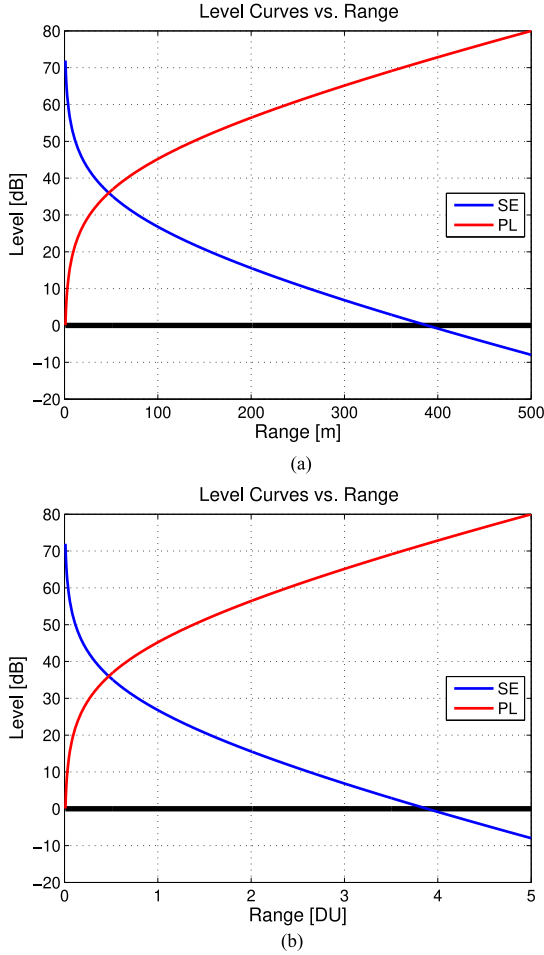 Level Curves vs. Range
80
70
60
50
40
30
20
10
0
−10
−20
Level [dB]
SE
PL
0 100 200 300 400 500
Range [m]
(a)
Level Curves vs. Range
80
70
60
50
40
30
20
10
0
−10
−20
Level [dB]
SE
PL
0 1 2 3 4 5
Range [DU]
(b)